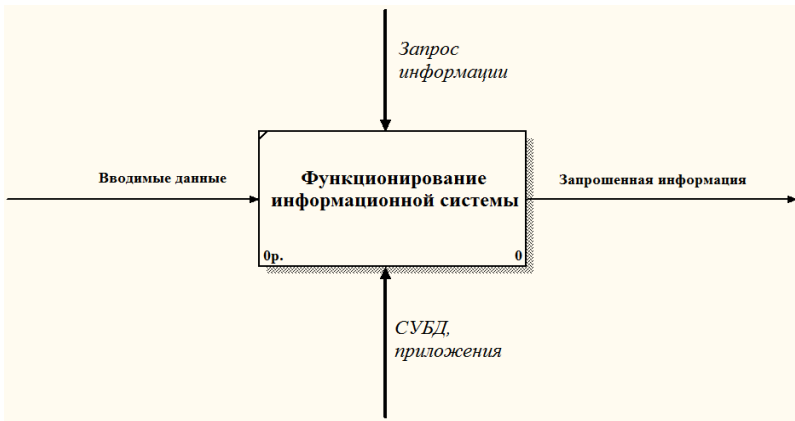 Запрос
информации
Вводимые данные
Функционирование
информационной системы
Запрошенная информация
0р.
0
СУБД,
приложения